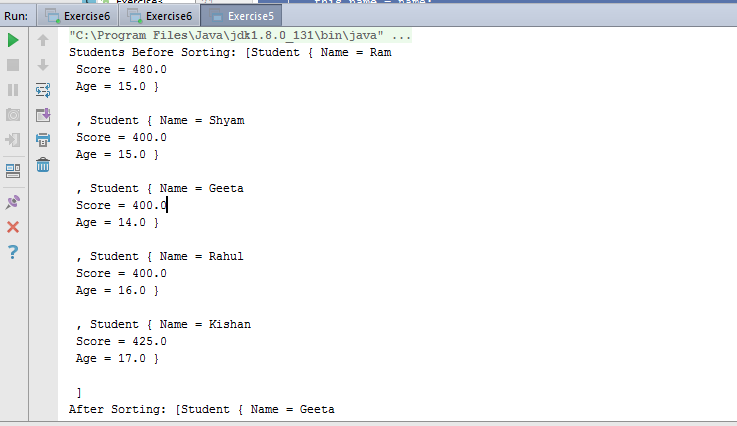 this.name = name;
Run: Exercise6 Exercise6 Exercise5
"C:\Program Files\Java\jdk1.8.0_131\bin\java" ...
Students Before Sorting: [Student { Name = Ram
Score = 480.0
Age = 15.0 }
, Student { Name = Shyam
Score = 400.0
Age = 15.0 }
, Student { Name = Geeta
Score = 400.0
Age = 14.0 }
, Student { Name = Rahul
Score = 400.0
Age = 16.0 }
, Student { Name = Kishan
Score = 425.0
Age = 17.0 }
]
After Sorting: [Student { Name = Geeta